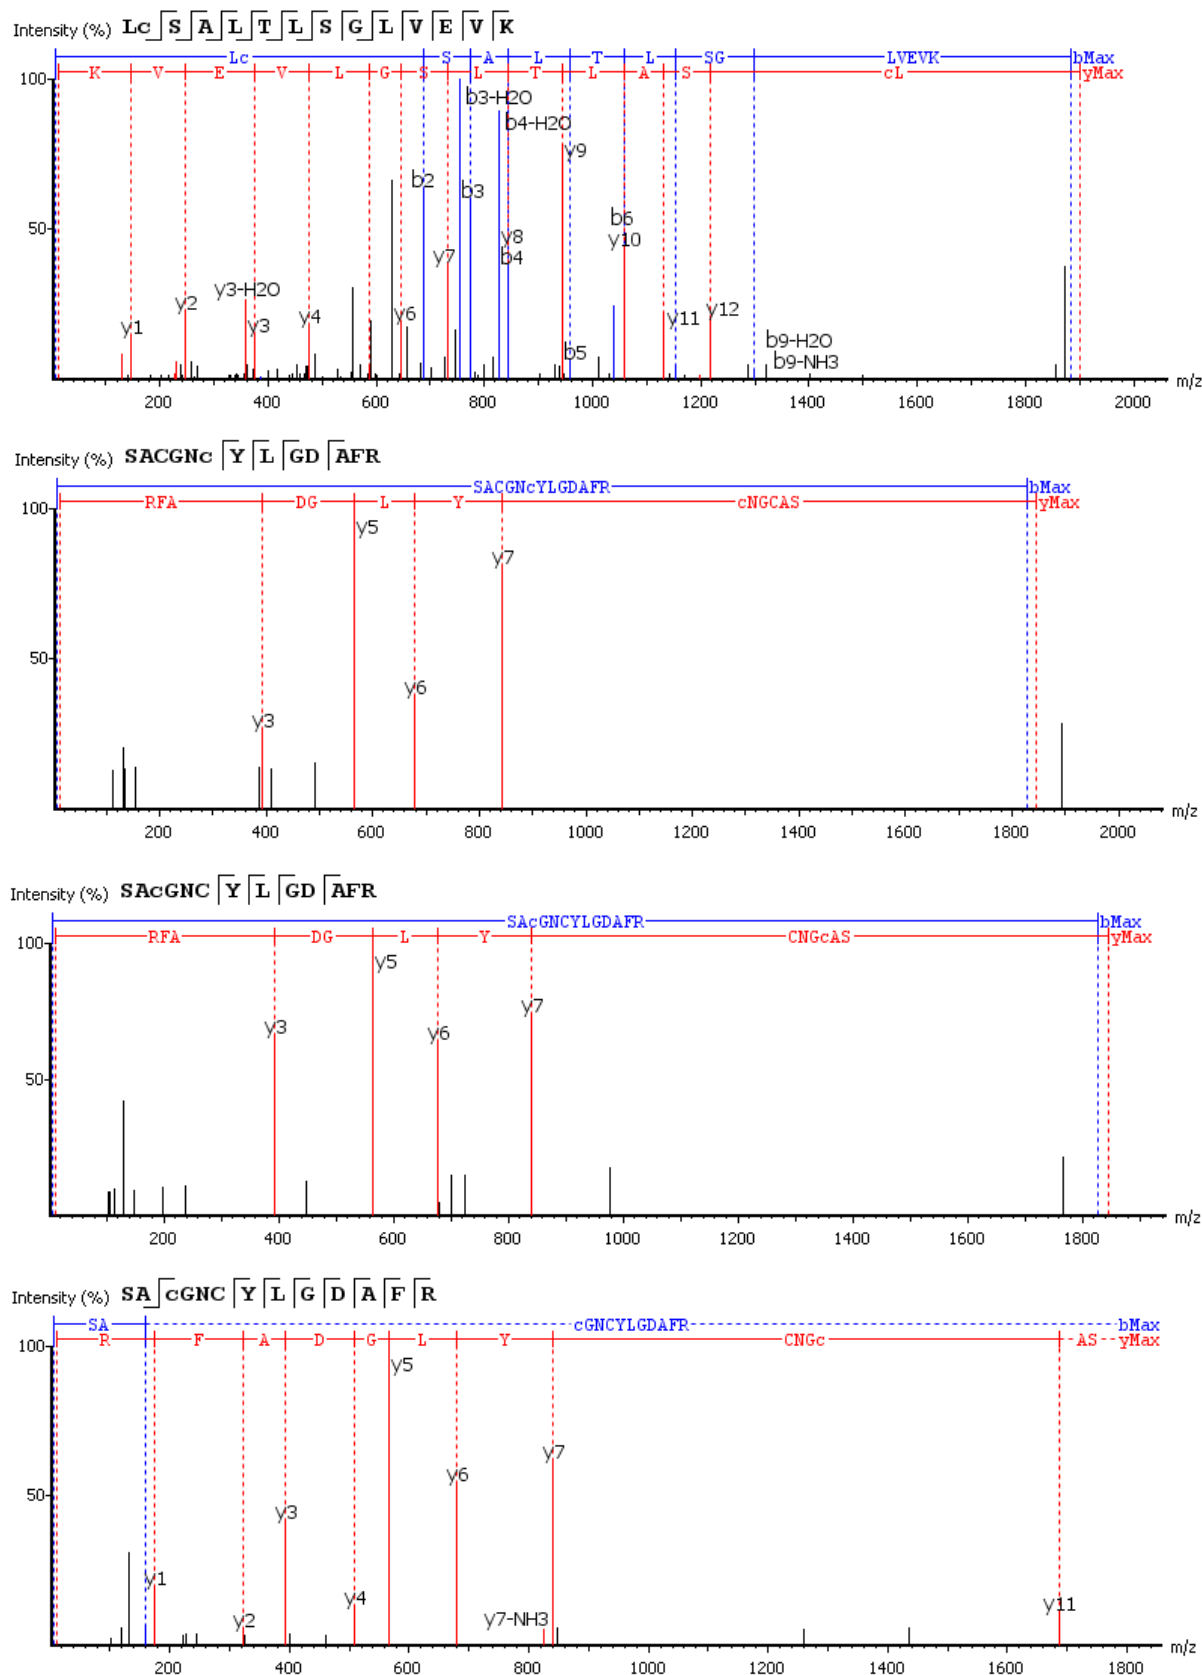 Intensity (%) Lc S A L T L S G L V E V K
Lc S A L T L SG LVEVK bMax
K V E V L G S L T L A S cL yMax
100
b3-H2O
b4-H2O
y9
b2
b3
50
b6
y8
y10
y7
b4
y3-H2O
y2
y6
y12
y4
y11
y1
y3
b9-H2O
b5
b9-NH3
200 400 600 800 1000 1200 1400 1600 1800 2000
m/z
Intensity (%) SACGNc Y L GD AFR
SACGNcYLGDAFR bMax
RFA DG L Y cNGCAS yMax
100
y5
y7
50
y6
y3
200 400 600 800 1000 1200 1400 1600 1800 2000
m/z
Intensity (%) SAcGNC Y L GD AFR
SAcGNCYLGDAFR bMax
RFA DG L Y CNGcAS yMax
100
y5
y7
y3
y6
50
200 400 600 800 1000 1200 1400 1600 1800
m/z
Intensity (%) SA cGNC Y L G D A F R
SA cGNCYLGDAFR bMax
R F A D G L Y CNGc AS yMax
100
y5
y7
y6
50
y3
y1
y4
y11
y2
y7-NH3
200 400 600 800 1000 1200 1400 1600 1800
m/z